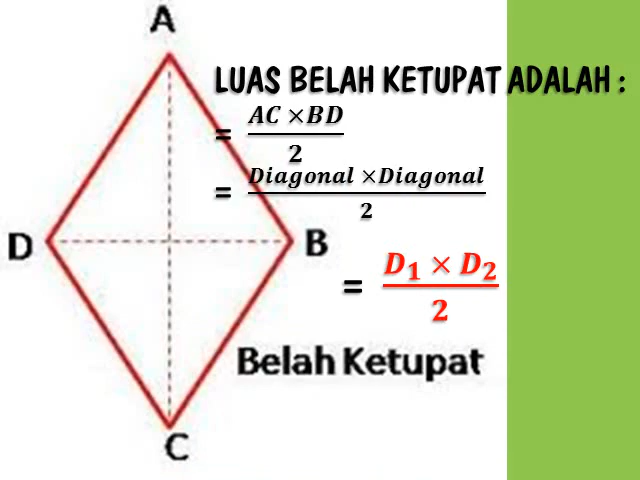 A
LUAS BELAH KETUPAT ADALAH :
= AC ×BD / 2
= Diagonal ×Diagonal / 2
D
B
= D₁ × D₂ / 2
Belah Ketupat
C